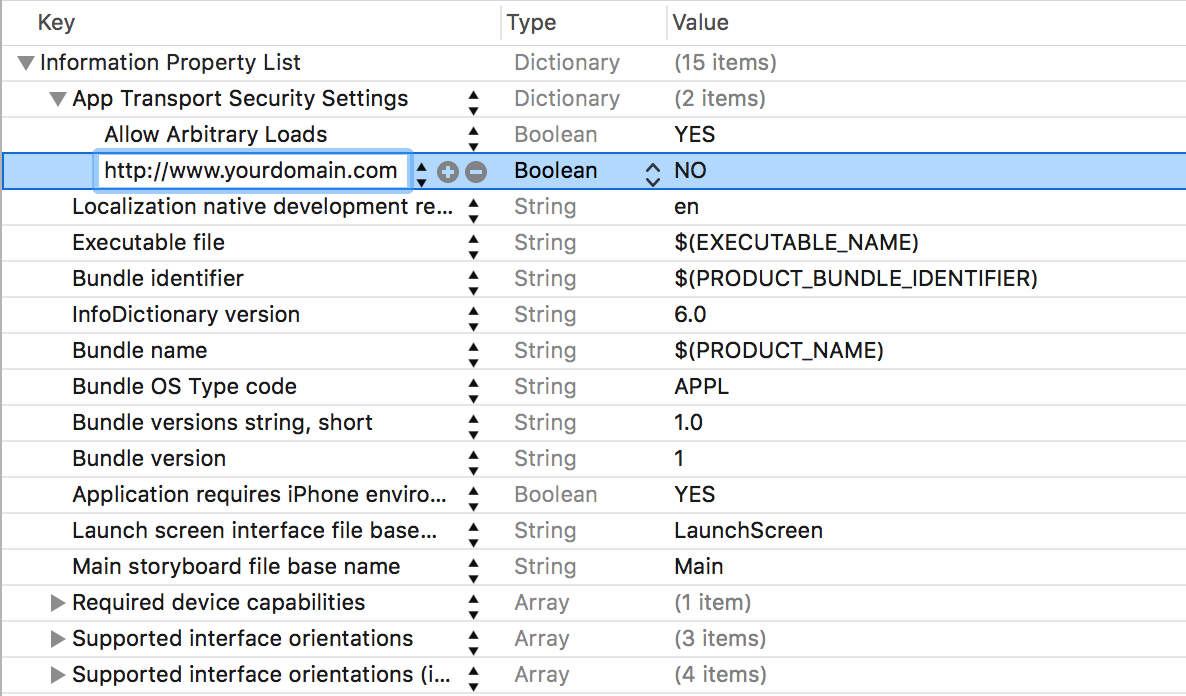 Key Type Value
Information Property List Dictionary (15 items)
App Transport Security Settings Dictionary (2 items)
Allow Arbitrary Loads Boolean YES
http://www.yourdomain.com Boolean NO
Localization native development re... String en
Executable file String $(EXECUTABLE_NAME)
Bundle identifier String $(PRODUCT_BUNDLE_IDENTIFIER)
InfoDictionary version String 6.0
Bundle name String $(PRODUCT_NAME)
Bundle OS Type code String APPL
Bundle versions string, short String 1.0
Bundle version String 1
Application requires iPhone enviro... Boolean YES
Launch screen interface file base... String LaunchScreen
Main storyboard file base name String Main
Required device capabilities Array (1 item)
Supported interface orientations Array (3 items)
Supported interface orientations (i... Array (4 items)